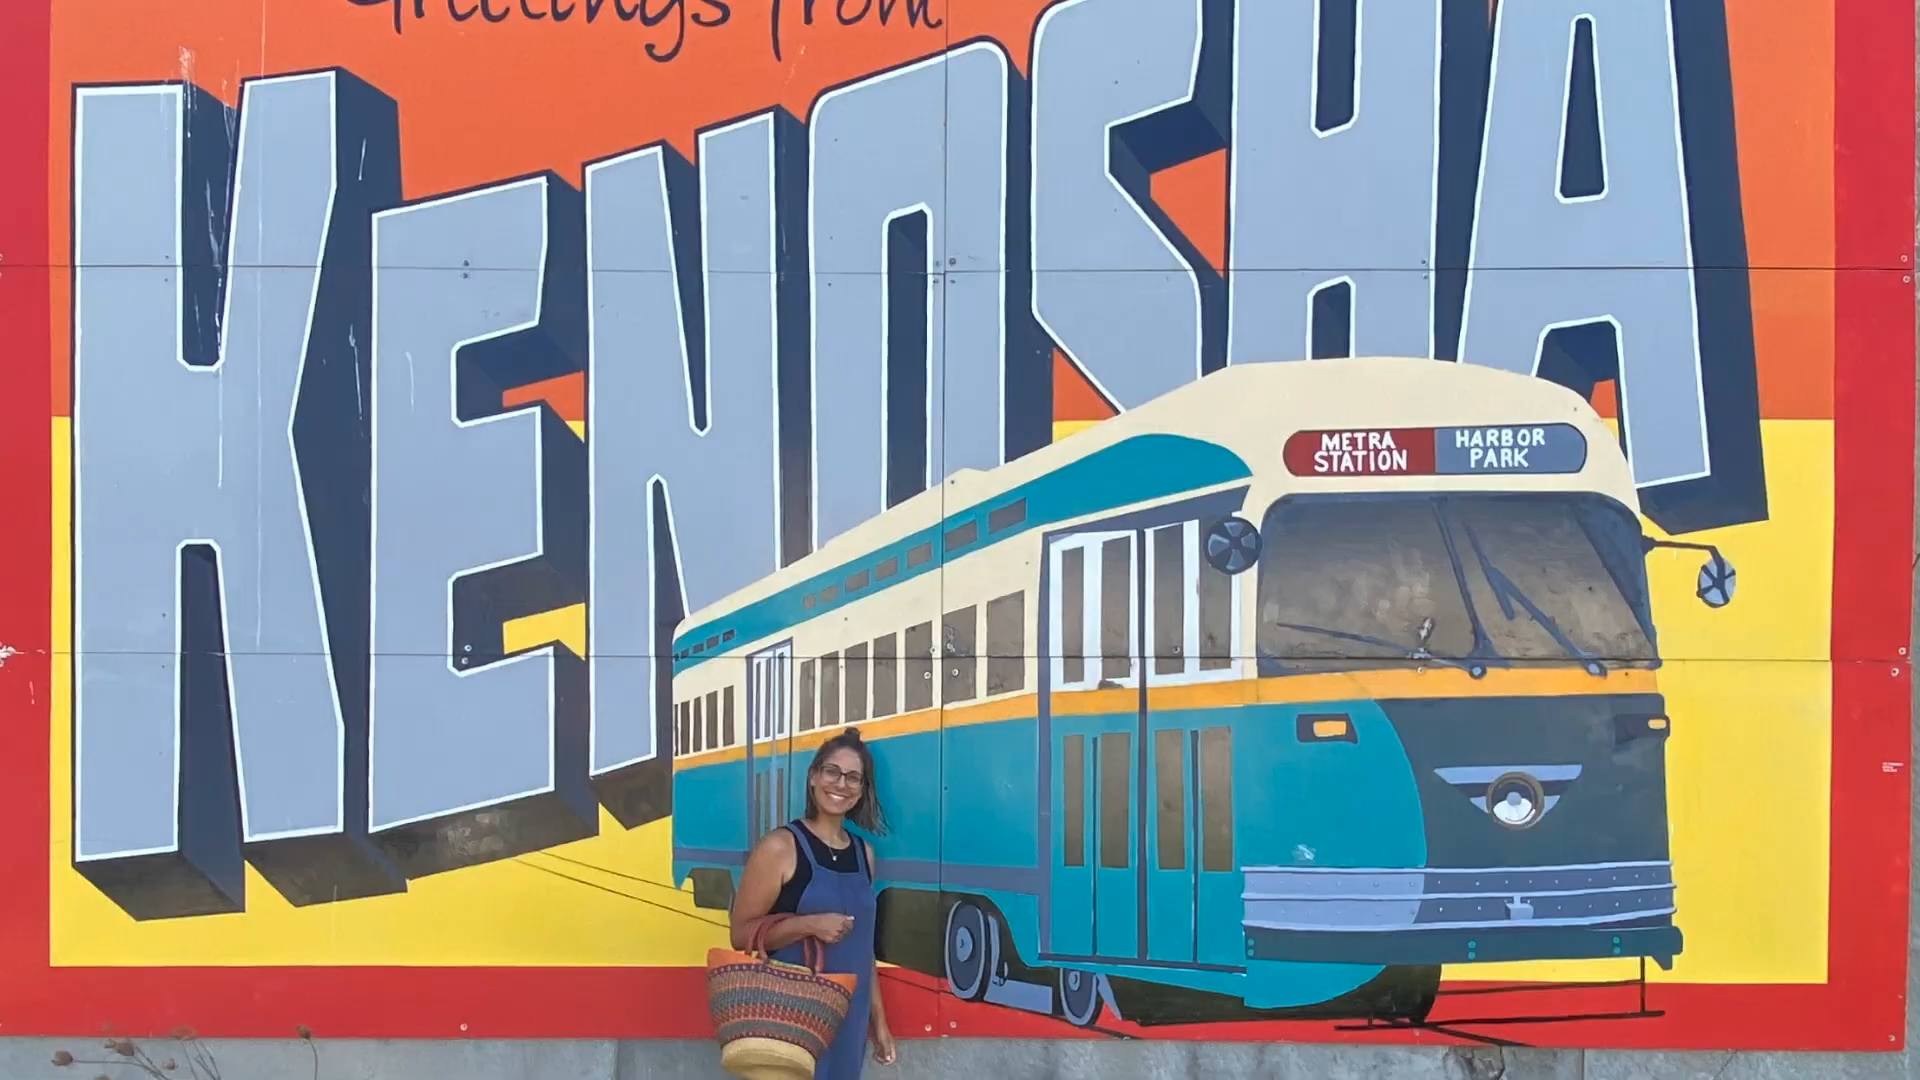 Greetings from
KENOSHA
METRA
STATION
HARBOR
PARK